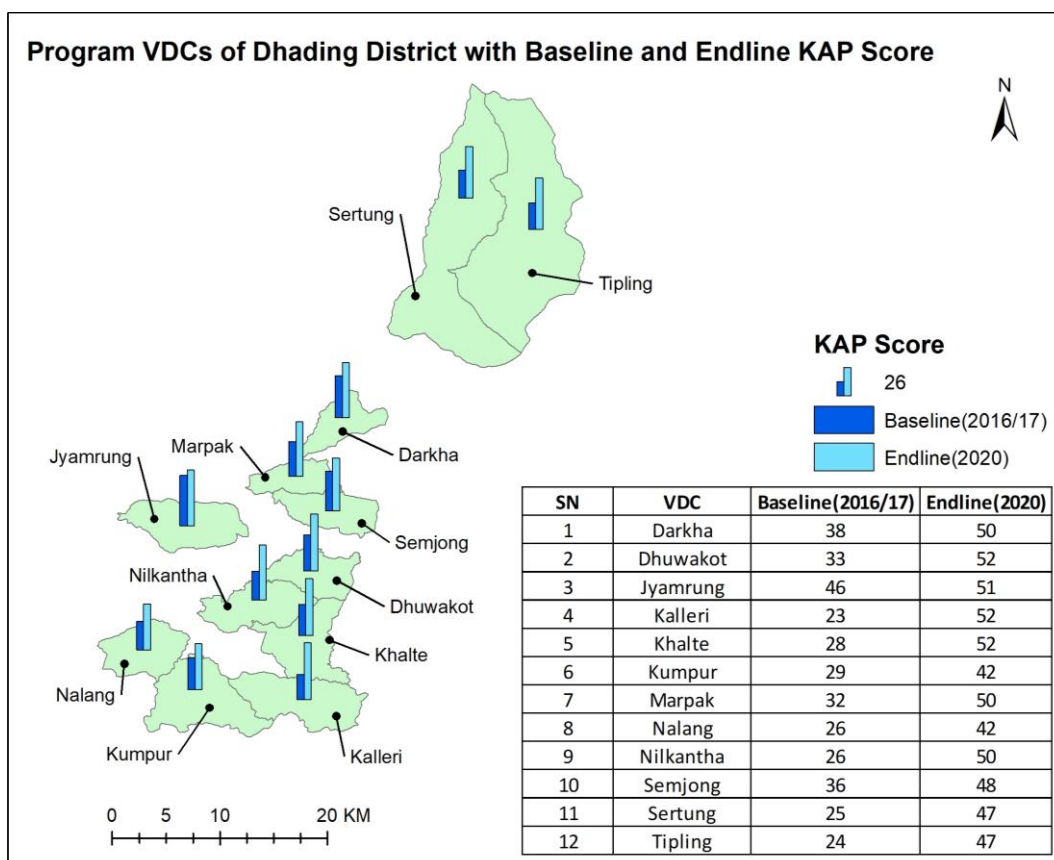 Program VDCs of Dhading District with Baseline and Endline KAP Score
N
Sertung
Tipling
KAP Score
26
Baseline(2016/17)
Endline(2020)
Marpak
Darkha
Jyamrung
Semjong
Nilkantha
Dhuwakot
Khalte
Nalang
Kumpur
Kalleri
0 5 10 20 KM
SN VDC Baseline(2016/17) Endline(2020)
1 Darkha 38 50
2 Dhuwakot 33 52
3 Jyamrung 46 51
4 Kalleri 23 52
5 Khalte 28 52
6 Kumpur 29 42
7 Marpak 32 50
8 Nalang 26 42
9 Nilkantha 26 50
10 Semjong 36 48
11 Sertung 25 47
12 Tipling 24 47